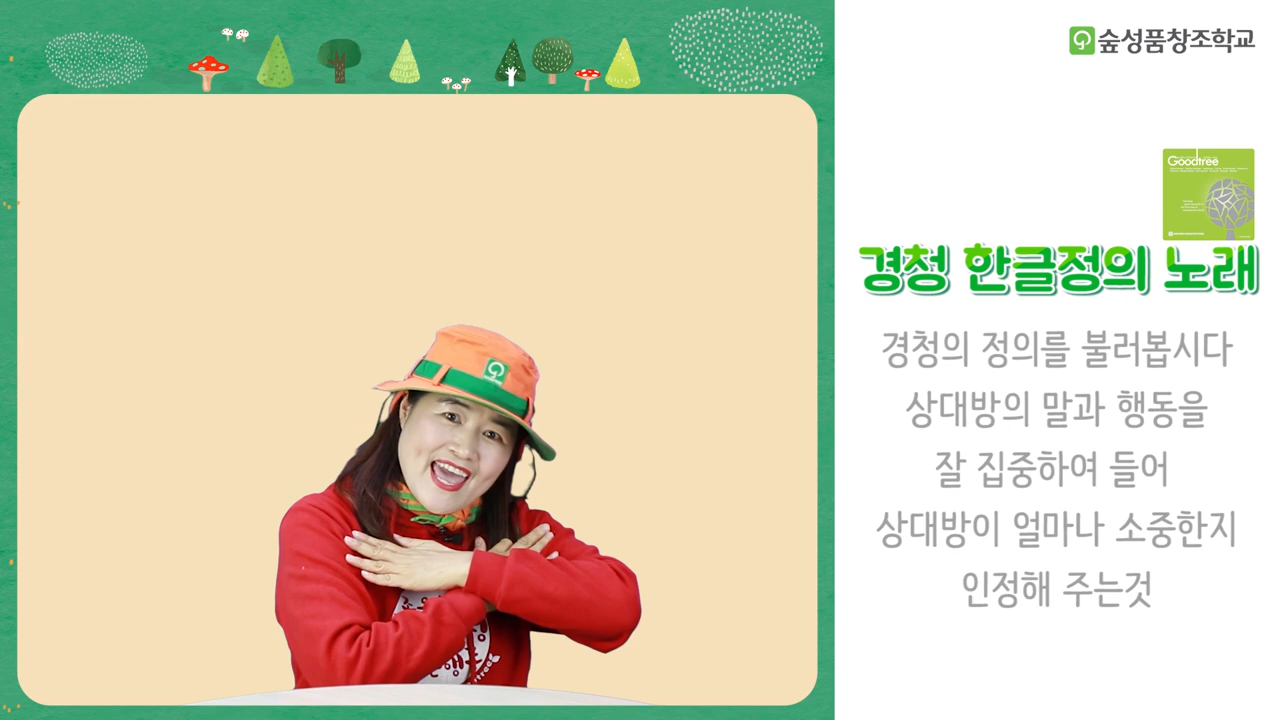 숲성품창조학교
Goodtree
경청 한글정의 노래
경청의 정의를 불러봅시다
상대방의 말과 행동을
잘 집중하여 들어
상대방이 얼마나 소중한지
인정해 주는것